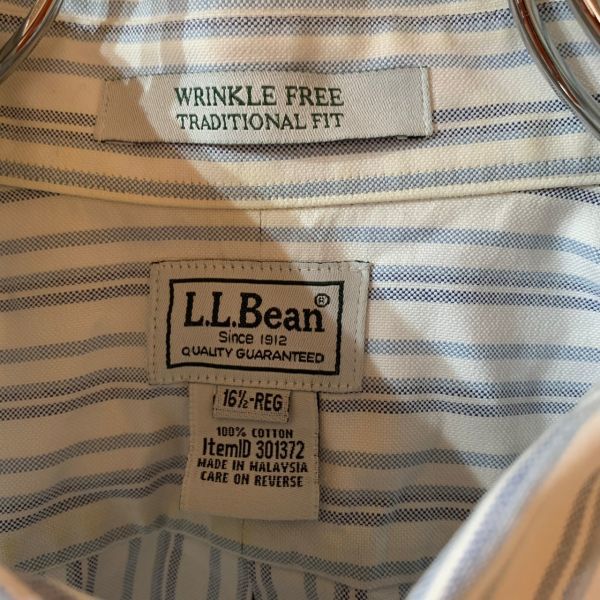 WRINKLE FREE
TRADITIONAL FIT
L.L.Bean®
Since 1912
QUALITY GUARANTEED
16½-REG
100% COTTON
ItemID 301372
MADE IN MALAYSIA
CARE ON REVERSE